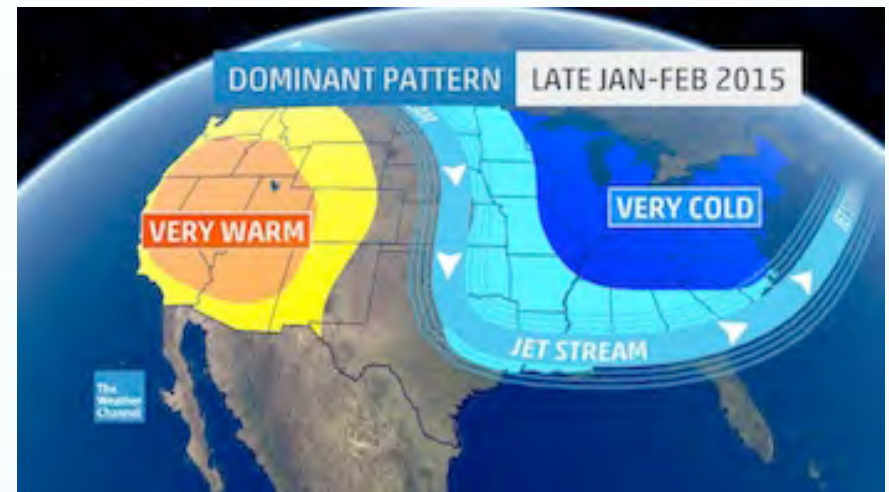 DOMINANT PATTERN LATE JAN-FEB 2015
VERY WARM
VERY COLD
JET STREAM
The
Weather
Channel